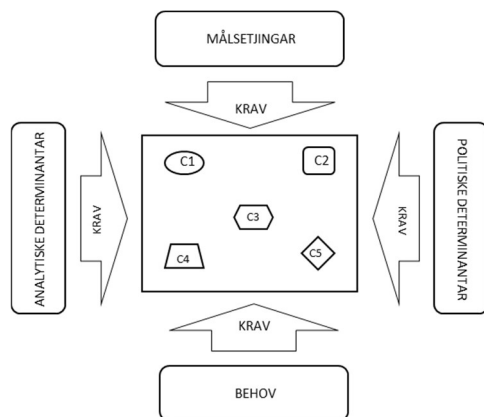 MÅLSETJINGAR
KRAV
ANALYTISKE DETERMINANTAR
KRAV
C1
C2
C3
C4
C5
KRAV
POLITISKE DETERMINANTAR
KRAV
BEHOV